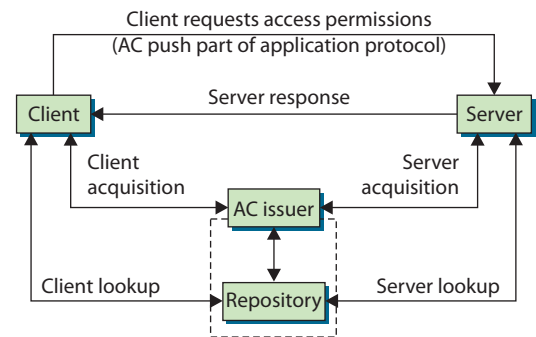 Client requests access permissions
(AC push part of application protocol)
Server response
Client
Server
Client
acquisition
Server
acquisition
AC issuer
Client lookup
Server lookup
Repository